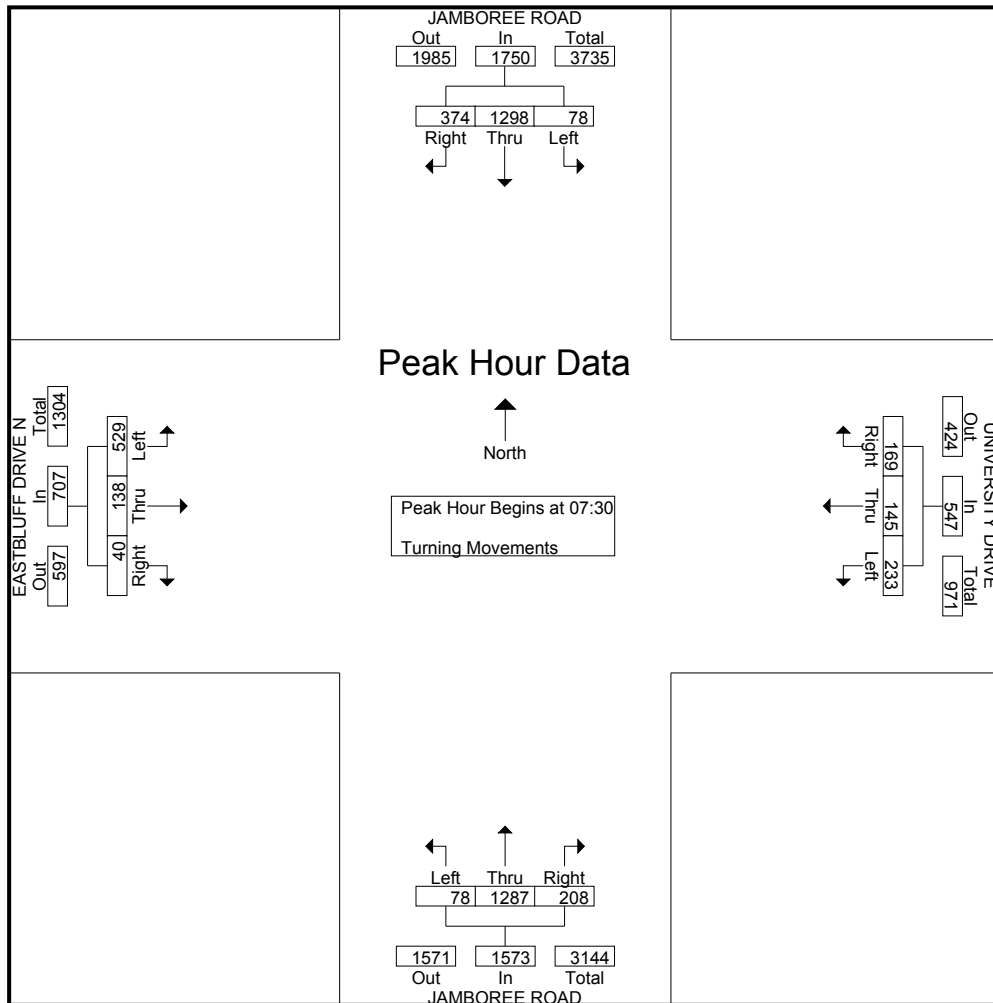 JAMBOREE ROAD
Out In Total
1985 1750 3735
374 1298 78
Right Thru Left
Peak Hour Data
North
Peak Hour Begins at 07:30
Turning Movements
EASTBLUFF DRIVE N
Out In Total
597 707 1304
40 138 529
Right Thru Left
UNIVERSITY DRIVE
Out In Total
424 547 971
169 145 233
Right Thru Left
Left Thru Right
78 1287 208
1571 1573 3144
Out In Total
JAMBOREE ROAD